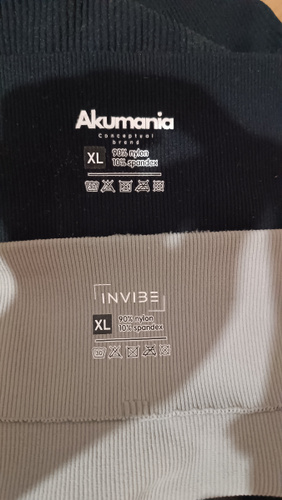 Akumania
Conceptual
brand
XL
90% nylon
10% spandex
INVIBE
XL
90% nylon
10% spandex